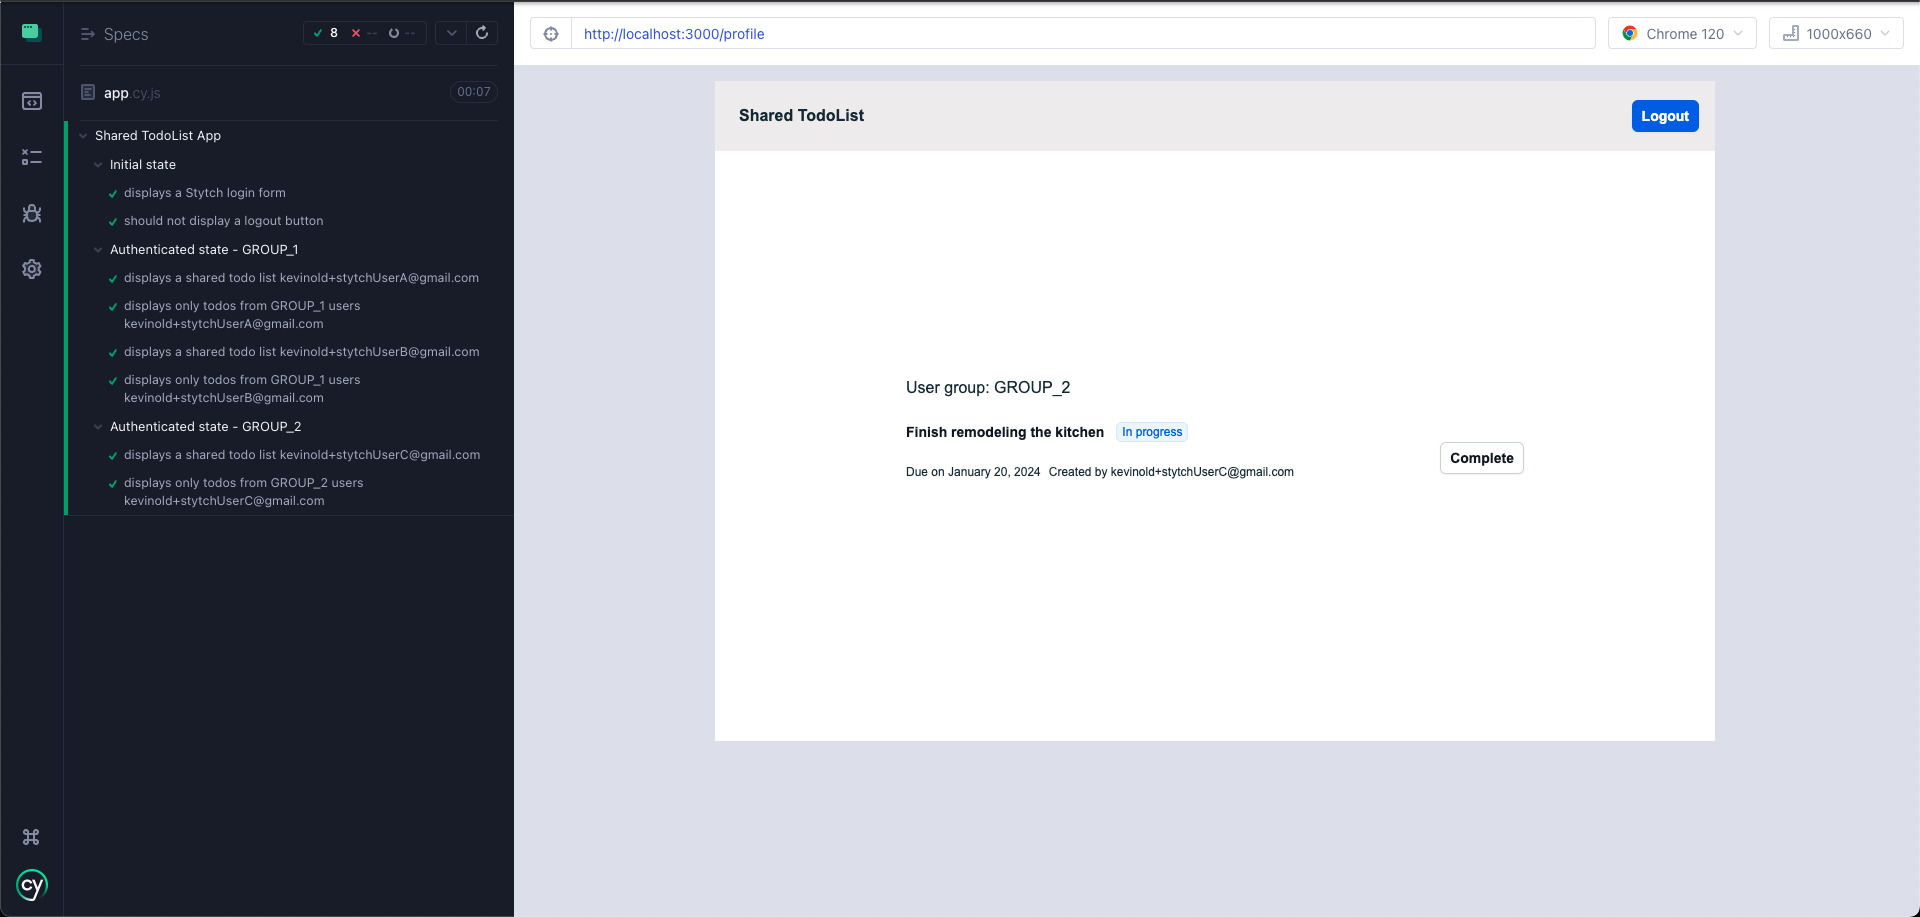 Specs
8 -- --
app.cy.js
00:07
Shared TodoList App
Initial state
displays a Stytch login form
should not display a logout button
Authenticated state - GROUP_1
displays a shared todo list kevinold+stytchUserA@gmail.com
displays only todos from GROUP_1 users
kevinold+stytchUserA@gmail.com
displays a shared todo list kevinold+stytchUserB@gmail.com
displays only todos from GROUP_1 users
kevinold+stytchUserB@gmail.com
Authenticated state - GROUP_2
displays a shared todo list kevinold+stytchUserC@gmail.com
displays only todos from GROUP_2 users
kevinold+stytchUserC@gmail.com
cy
http://localhost:3000/profile
Chrome 120
1000x660
Shared TodoList
Logout
User group: GROUP_2
Finish remodeling the kitchen In progress
Complete
Due on January 20, 2024 Created by kevinold+stytchUserC@gmail.com